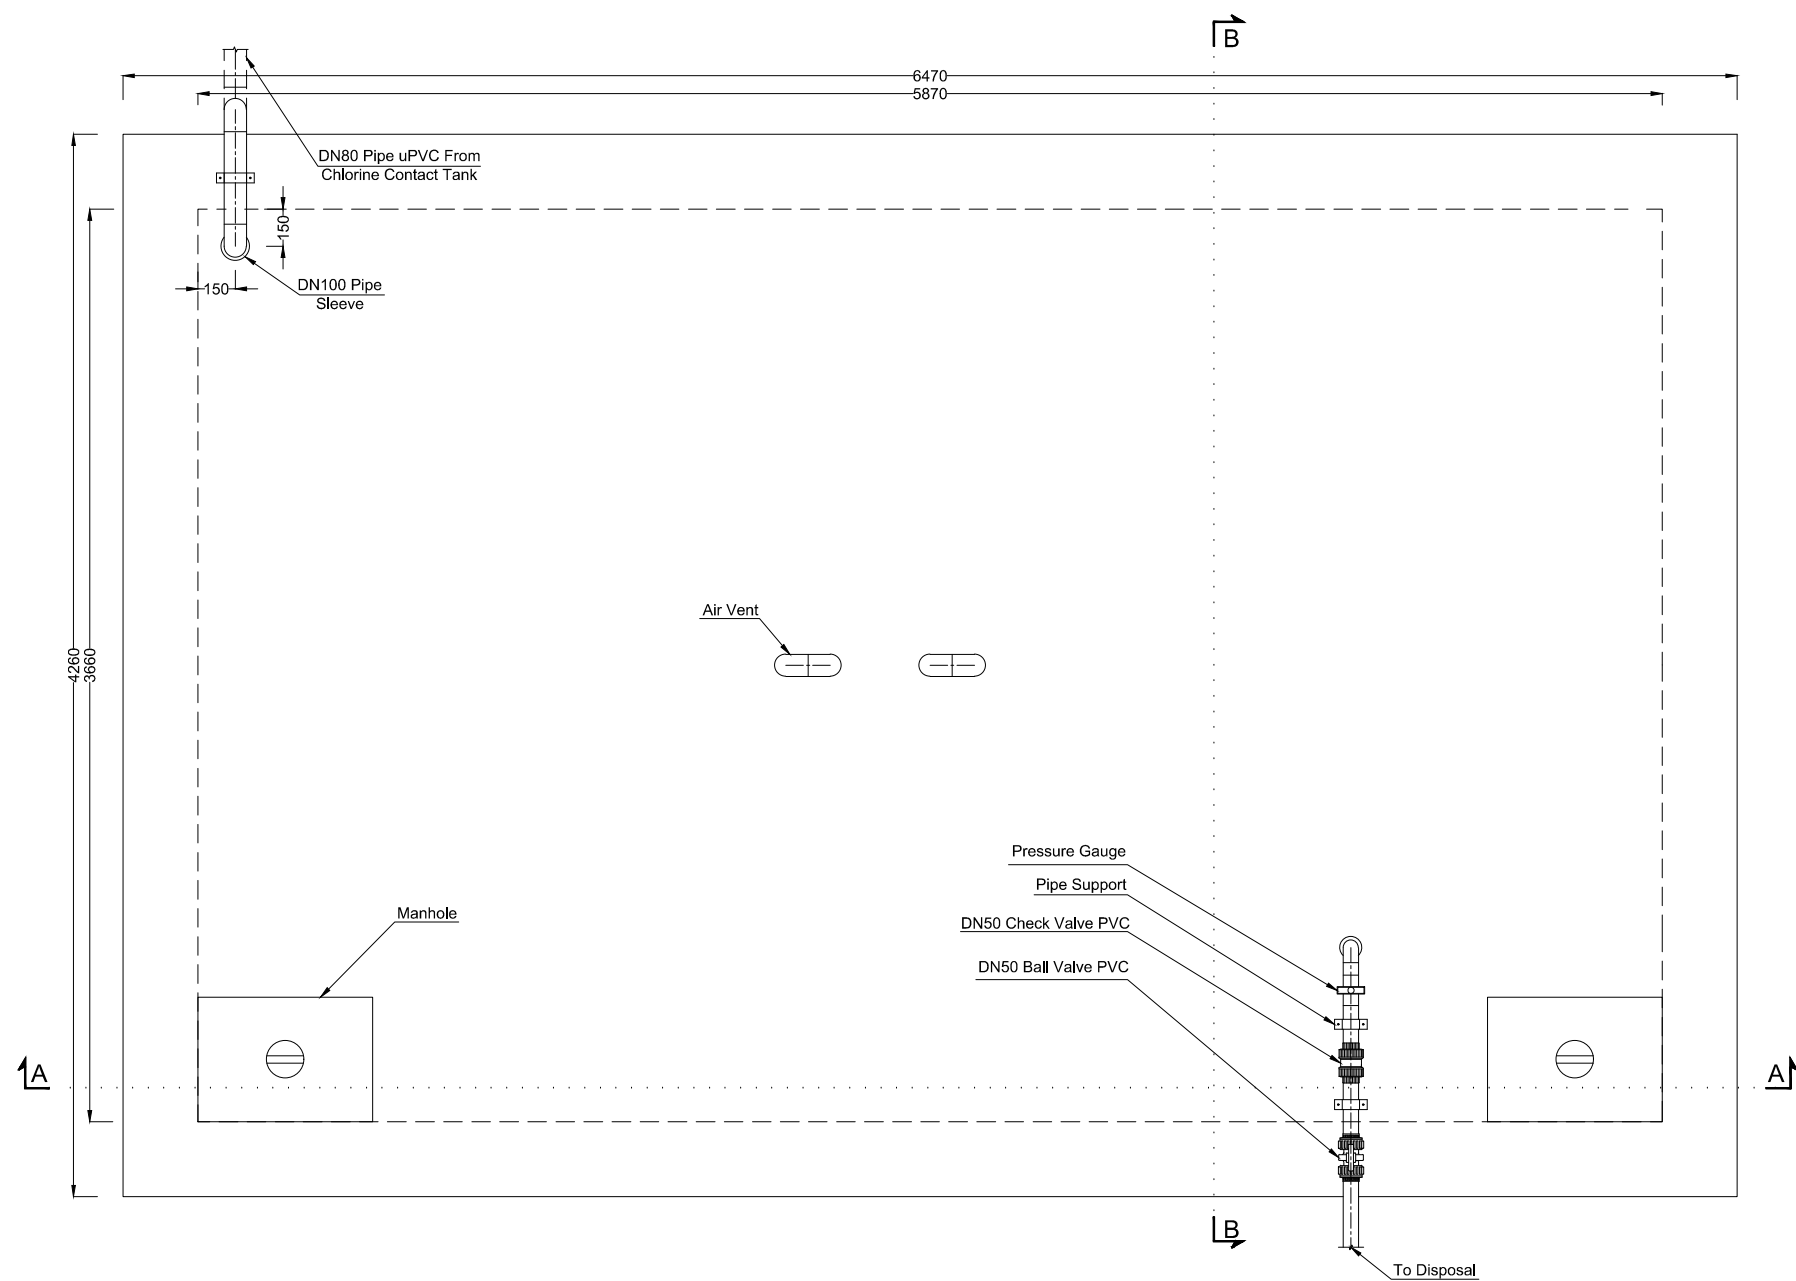 B
6470
5870
DN80 Pipe uPVC From
Chlorine Contact Tank
150
150
DN100 Pipe
Sleeve
4260
3660
Air Vent
Pressure Gauge
Pipe Support
DN50 Check Valve PVC
DN50 Ball Valve PVC
Manhole
A
A
B
To Disposal